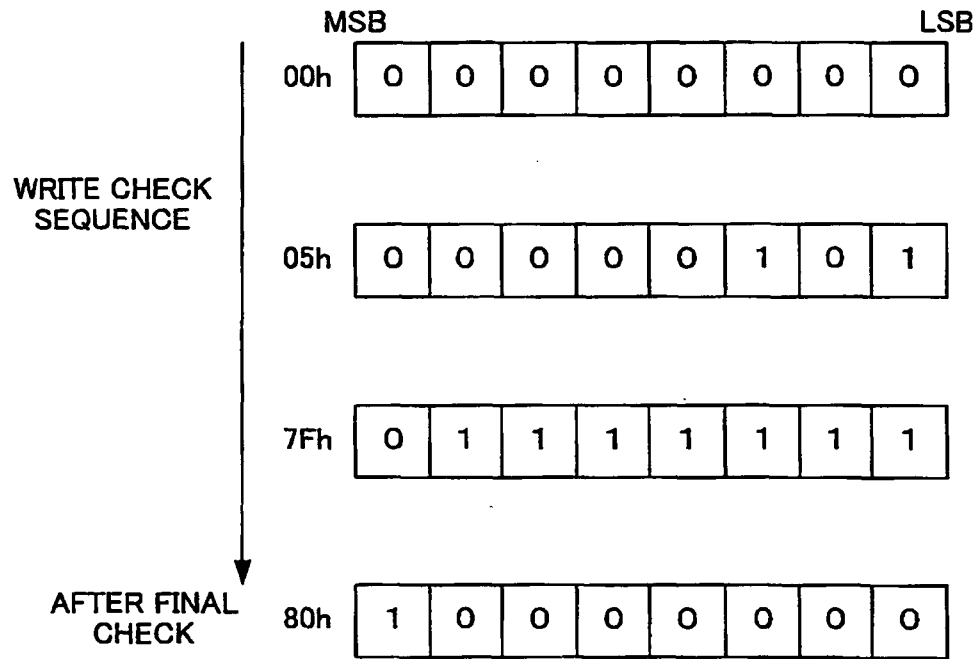 MSB LSB
00h 0 0 0 0 0 0 0 0
WRITE CHECK
SEQUENCE
05h 0 0 0 0 0 1 0 1
7Fh 0 1 1 1 1 1 1 1
AFTER FINAL
CHECK
80h 1 0 0 0 0 0 0 0